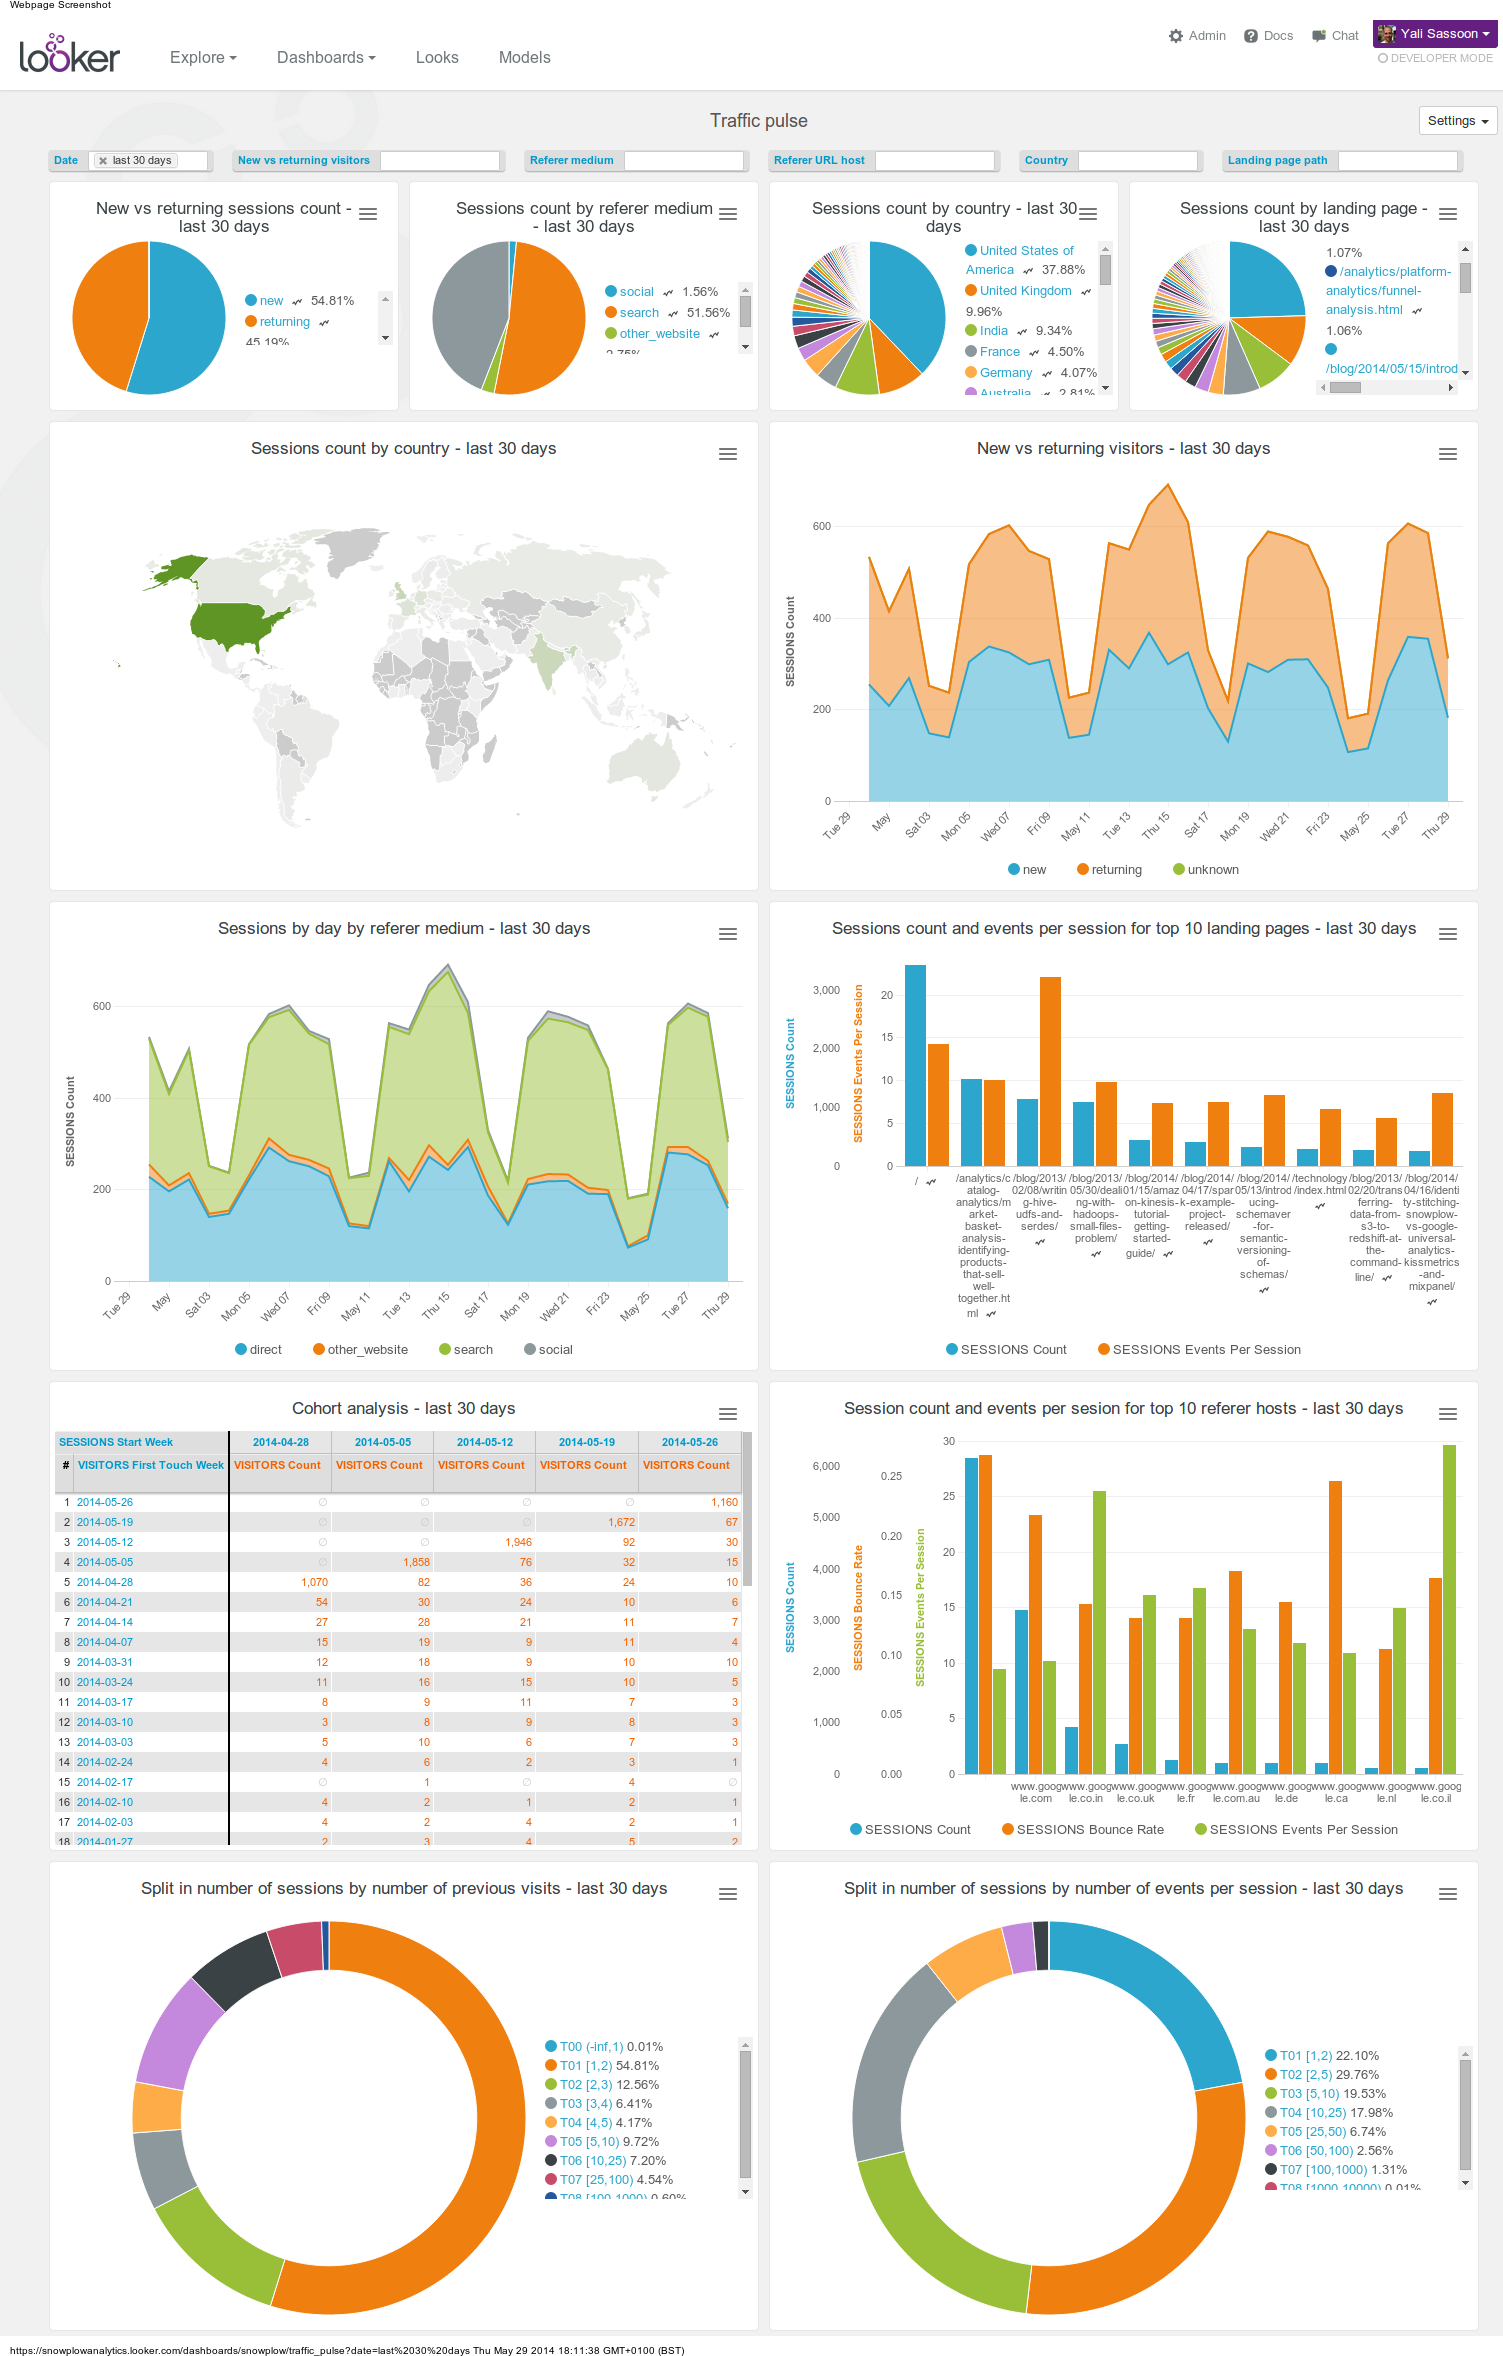 Webpage Screenshot
looker
Explore
Dashboards
Looks
Models
Admin
Docs
Chat
Yali Sassoon
DEVELOPER MODE
Traffic pulse
Settings
Date
last 30 days
New vs returning visitors
Referer medium
Referer URL host
Country
Landing page path
New vs returning sessions count -
last 30 days
new 54.81%
returning
45.19%
Sessions count by referer medium
- last 30 days
social 1.56%
search 51.56%
other_website
2.75%
Sessions count by country - last 30
days
United States of
America 37.88%
United Kingdom
9.96%
India 9.34%
France 4.50%
Germany 4.07%
Australia 2.81%
Sessions count by landing page -
last 30 days
1.07%
/analytics/platform-
analytics/funnel-
analysis.html
1.06%
/blog/2014/05/15/introd
Sessions count by country - last 30 days
New vs returning visitors - last 30 days
SESSIONS Count
600
400
200
0
Tue 29
May
Sat 03
Mon 05
Wed 07
Fri 09
May 11
Tue 13
Thu 15
Sat 17
Mon 19
Wed 21
Fri 23
May 25
Tue 27
Thu 29
new
returning
unknown
Sessions by day by referer medium - last 30 days
SESSIONS Count
600
400
200
0
Tue 29
May
Sat 03
Mon 05
Wed 07
Fri 09
May 11
Tue 13
Thu 15
Sat 17
Mon 19
Wed 21
Fri 23
May 25
Tue 27
Thu 29
direct
other_website
search
social
Sessions count and events per session for top 10 landing pages - last 30 days
SESSIONS Count
3,000
2,000
1,000
0
SESSIONS Events Per Session
20
15
10
5
0
/
/analytics/c
atalog-
analytics/m
arket-
basket-
analysis-
identifying-
products-
that-sell-
well-
together.ht
ml
/blog/2013/
02/08/writin
g-hive-
udfs-and-
serdes/
/blog/2013/
05/30/deali
ng-with-
hadoops-
small-files-
problem/
/blog/2014/
01/15/amaz
on-kinesis-
tutorial-
getting-
started-
guide/
/blog/2014/
04/17/spar
k-example-
project-
released/
/blog/2014/
05/13/introd
ucing-
schemaver
-for-
semantic-
versioning-
of-
schemas/
/technology
/index.html
/blog/2013/
02/20/trans
ferring-
data-from-
s3-to-
redshift-at-
the-
command-
line/
/blog/2014/
04/16/identi
ty-stitching-
snowplow-
vs-google-
universal-
analytics-
kissmetrics
-and-
mixpanel/
SESSIONS Count
SESSIONS Events Per Session
Cohort analysis - last 30 days
SESSIONS Start Week 2014-04-28 2014-05-05 2014-05-12 2014-05-19 2014-05-26
# VISITORS First Touch Week VISITORS Count VISITORS Count VISITORS Count VISITORS Count VISITORS Count
1 2014-05-26 ∅ ∅ ∅ ∅ 1,160
2 2014-05-19 ∅ ∅ ∅ 1,672 67
3 2014-05-12 ∅ ∅ 1,946 92 30
4 2014-05-05 ∅ 1,858 76 32 15
5 2014-04-28 1,070 82 36 24 10
6 2014-04-21 54 30 24 10 6
7 2014-04-14 27 28 21 11 7
8 2014-04-07 15 19 9 11 4
9 2014-03-31 12 18 9 10 10
10 2014-03-24 11 16 15 10 5
11 2014-03-17 8 9 11 7 3
12 2014-03-10 3 8 9 8 3
13 2014-03-03 5 10 6 7 3
14 2014-02-24 4 6 2 3 1
15 2014-02-17 ∅ 1 ∅ 4 ∅
16 2014-02-10 4 2 1 2 1
17 2014-02-03 4 2 4 2 1
18 2014-01-27 2 3 4 5 2
Session count and events per sesion for top 10 referer hosts - last 30 days
SESSIONS Count
6,000
5,000
4,000
3,000
2,000
1,000
0
SESSIONS Bounce Rate
0.25
0.20
0.15
0.10
0.05
0.00
SESSIONS Events Per Session
30
25
20
15
10
5
0
www.goog
le.com
www.goog
le.co.in
www.goog
le.co.uk
www.goog
le.fr
www.goog
le.com.au
www.goog
le.de
www.goog
le.ca
www.goog
le.nl
www.goog
le.co.il
SESSIONS Count
SESSIONS Bounce Rate
SESSIONS Events Per Session
Split in number of sessions by number of previous visits - last 30 days
T00 (-inf,1) 0.01%
T01 [1,2) 54.81%
T02 [2,3) 12.56%
T03 [3,4) 6.41%
T04 [4,5) 4.17%
T05 [5,10) 9.72%
T06 [10,25) 7.20%
T07 [25,100) 4.54%
T08 [100,1000) 0.60%
Split in number of sessions by number of events per session - last 30 days
T01 [1,2) 22.10%
T02 [2,5) 29.76%
T03 [5,10) 19.53%
T04 [10,25) 17.98%
T05 [25,50) 6.74%
T06 [50,100) 2.56%
T07 [100,1000) 1.31%
T08 [1000,10000) 0.01%
https://snowplowanalytics.looker.com/dashboards/snowplow/traffic_pulse?date=last%2030%20days Thu May 29 2014 18:11:38 GMT+0100 (BST)